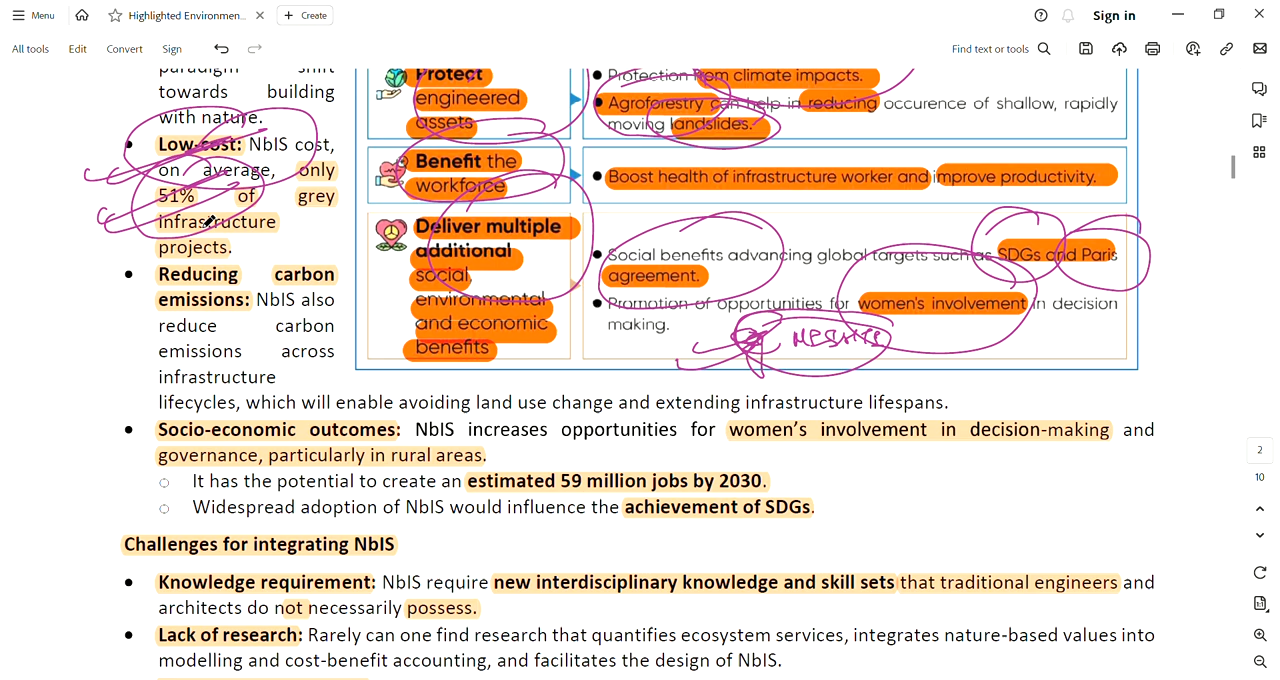 Menu
Highlighted Environmen...
Create
Sign in
All tools
Edit
Convert
Sign
Find text or tools
paradigm shift
towards building
with nature.
Low-cost: NbIS cost,
on average, only
51% of grey
infrastructure
projects.
Reducing carbon
emissions: NbIS also
reduce carbon
emissions across
infrastructure
lifecycles, which will enable avoiding land use change and extending infrastructure lifespans.
Protect
engineered
assets
Protection from climate impacts.
Agroforestry can help in reducing occurence of shallow, rapidly
moving landslides.
Benefit the
workforce
Boost health of infrastructure worker and improve productivity.
Deliver multiple
additional
social,
environmental
and economic
benefits
Social benefits advancing global targets such as SDGs and Paris
agreement.
Promotion of opportunities for women's involvement in decision
making.
Socio-economic outcomes: NbIS increases opportunities for women's involvement in decision-making and
governance, particularly in rural areas.
It has the potential to create an estimated 59 million jobs by 2030.
Widespread adoption of NbIS would influence the achievement of SDGs.
Challenges for integrating NbIS
Knowledge requirement: NbIS require new interdisciplinary knowledge and skill sets that traditional engineers and
architects do not necessarily possess.
Lack of research: Rarely can one find research that quantifies ecosystem services, integrates nature-based values into
modelling and cost-benefit accounting, and facilitates the design of NbIS.
2
10